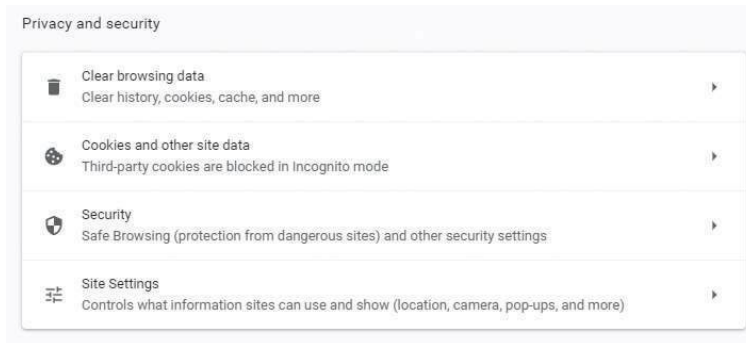 Privacy and security
Clear browsing data
Clear history, cookies, cache, and more
Cookies and other site data
Third-party cookies are blocked in Incognito mode
Security
Safe Browsing (protection from dangerous sites) and other security settings
Site Settings
Controls what information sites can use and show (location, camera, pop-ups, and more)